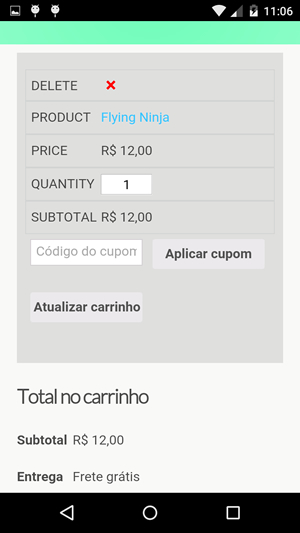 11:06
DELETE ×
PRODUCT Flying Ninja
PRICE R$ 12,00
QUANTITY 1
SUBTOTAL R$ 12,00
Código do cupom Aplicar cupom
Atualizar carrinho
Total no carrinho
Subtotal R$ 12,00
Entrega Frete grátis